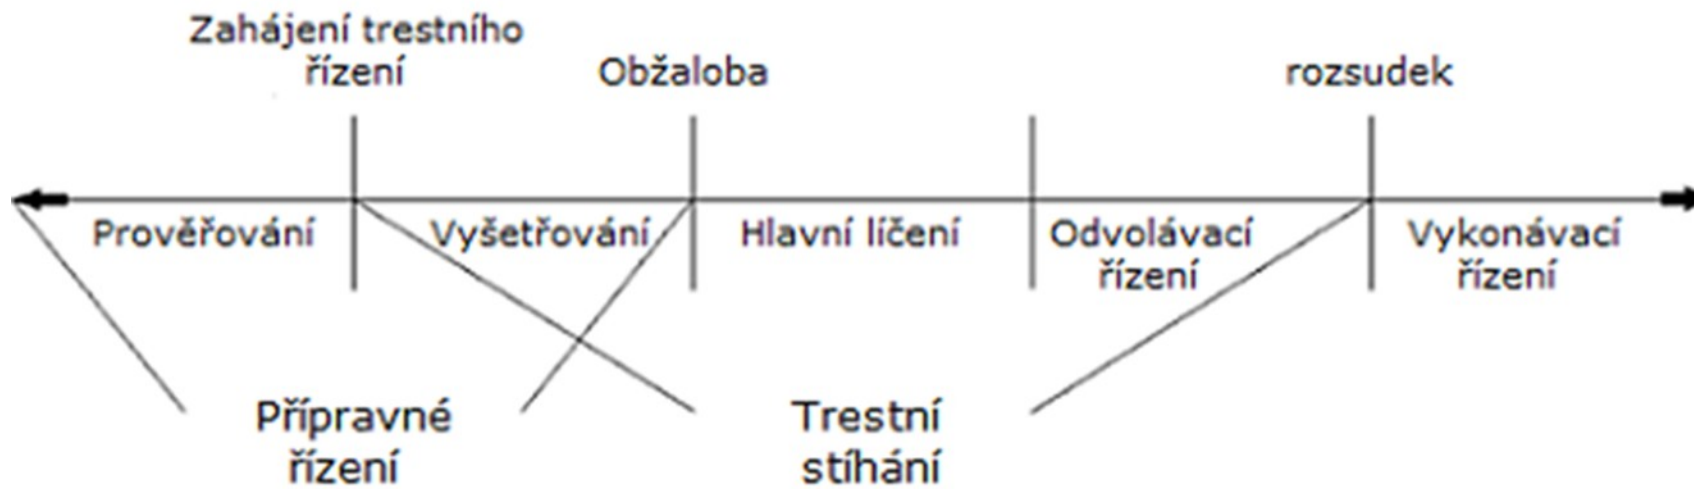 Zahájení trestního
řízení
Obžaloba
rozsudek
Prověřování
Vyšetřování
Hlavní líčení
Odvolávací
řízení
Vykonávací
řízení
Přípravné
řízení
Trestní
stíhání